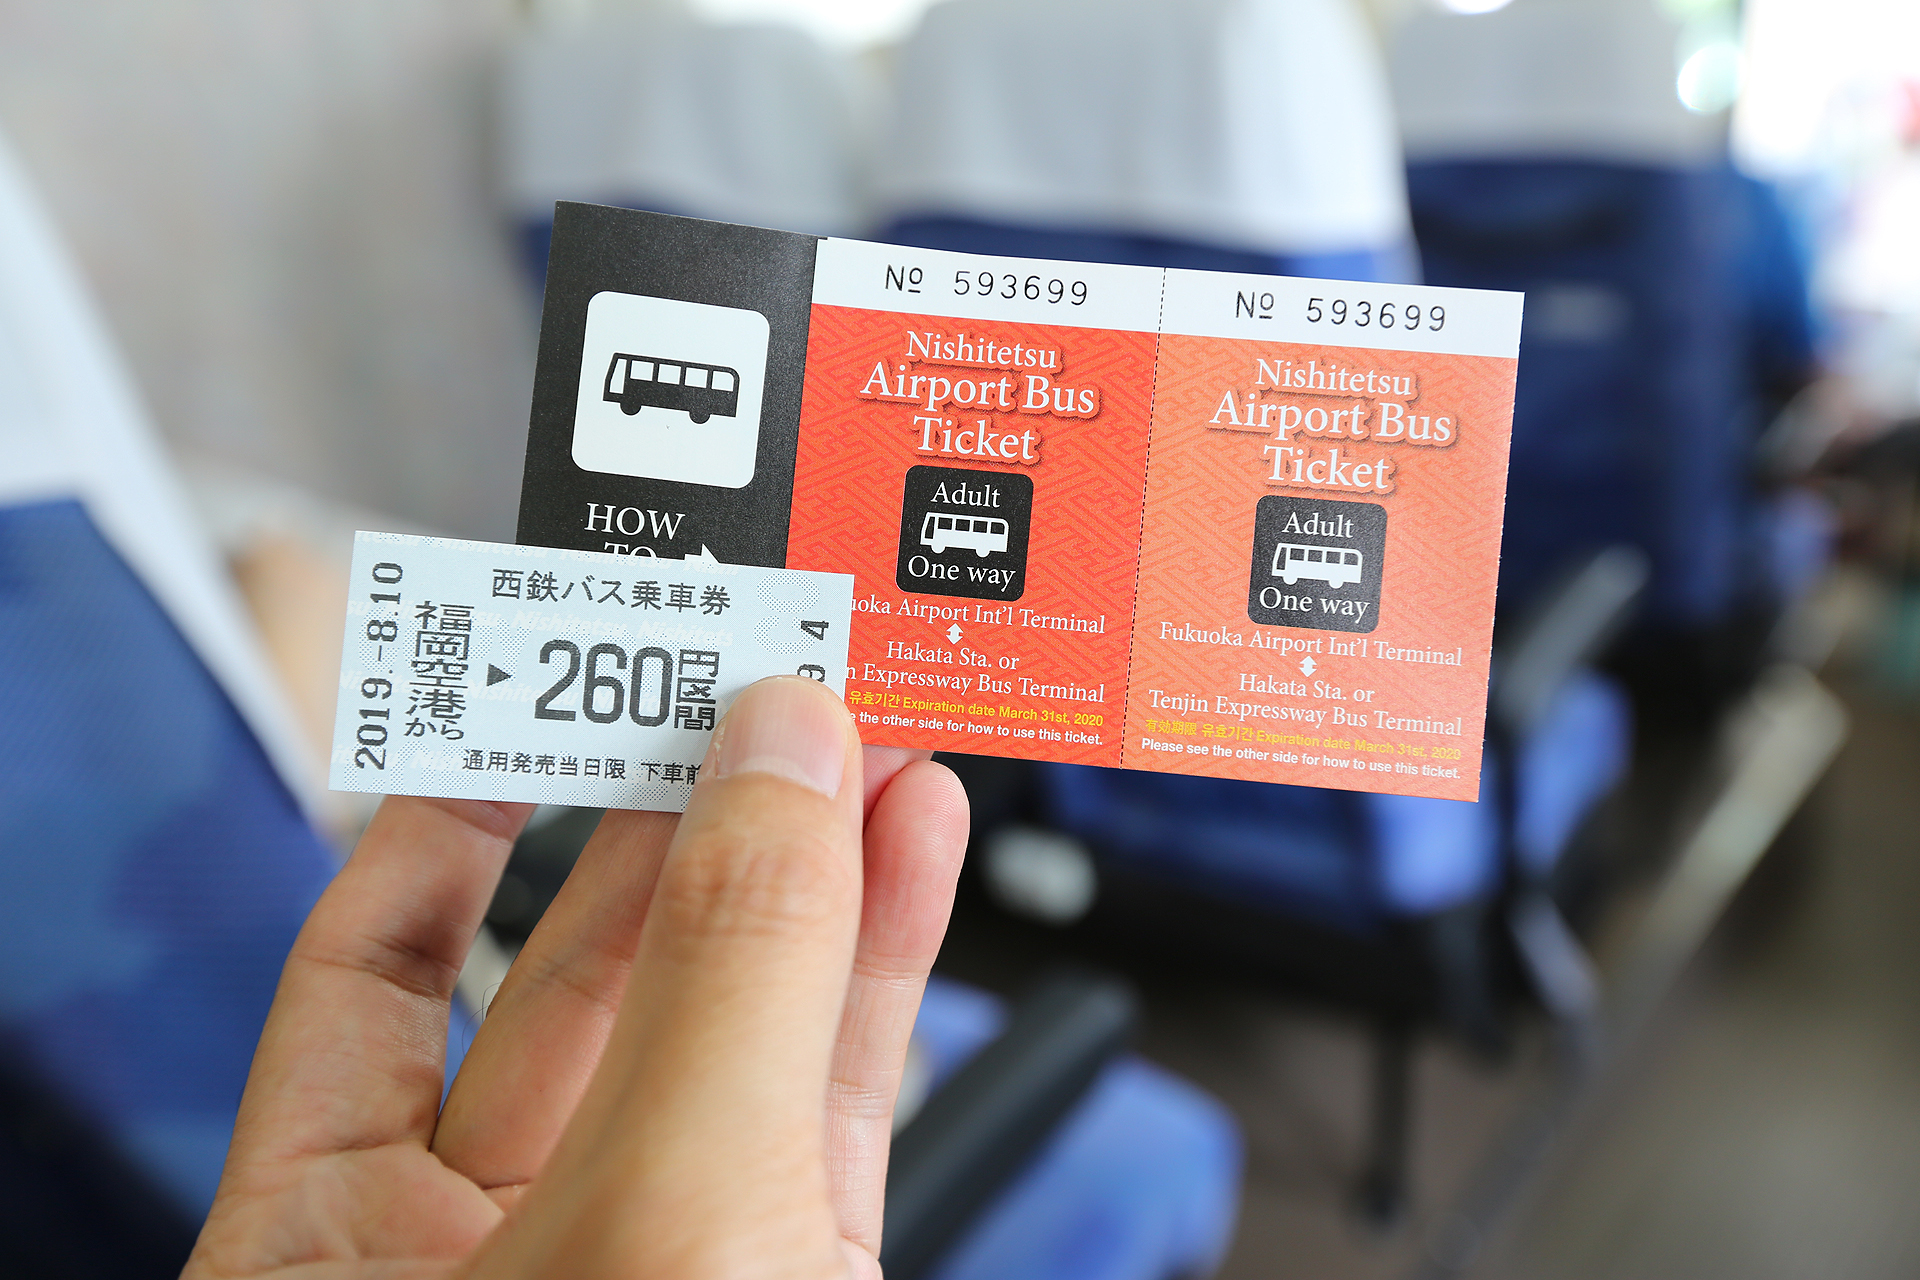 HOW
TO
№ 593699
Nishitetsu
Airport Bus
Ticket
Adult
One way
Airport Int'l Terminal
Hakata Sta. or
Expressway Bus Terminal
유효기간 Expiration date March 31st, 2020
the other side for how to use this ticket.
№ 593699
Nishitetsu
Airport Bus
Ticket
Adult
One way
Fukuoka Airport Int'l Terminal
Hakata Sta. or
Tenjin Expressway Bus Terminal
有効期限 유효기간 Expiration date March 31st, 2020
Please see the other side for how to use this ticket.
2019.-8.10
西鉄バス乗車券
福岡空港から
▶260円区間
通用発売当日限 下車前